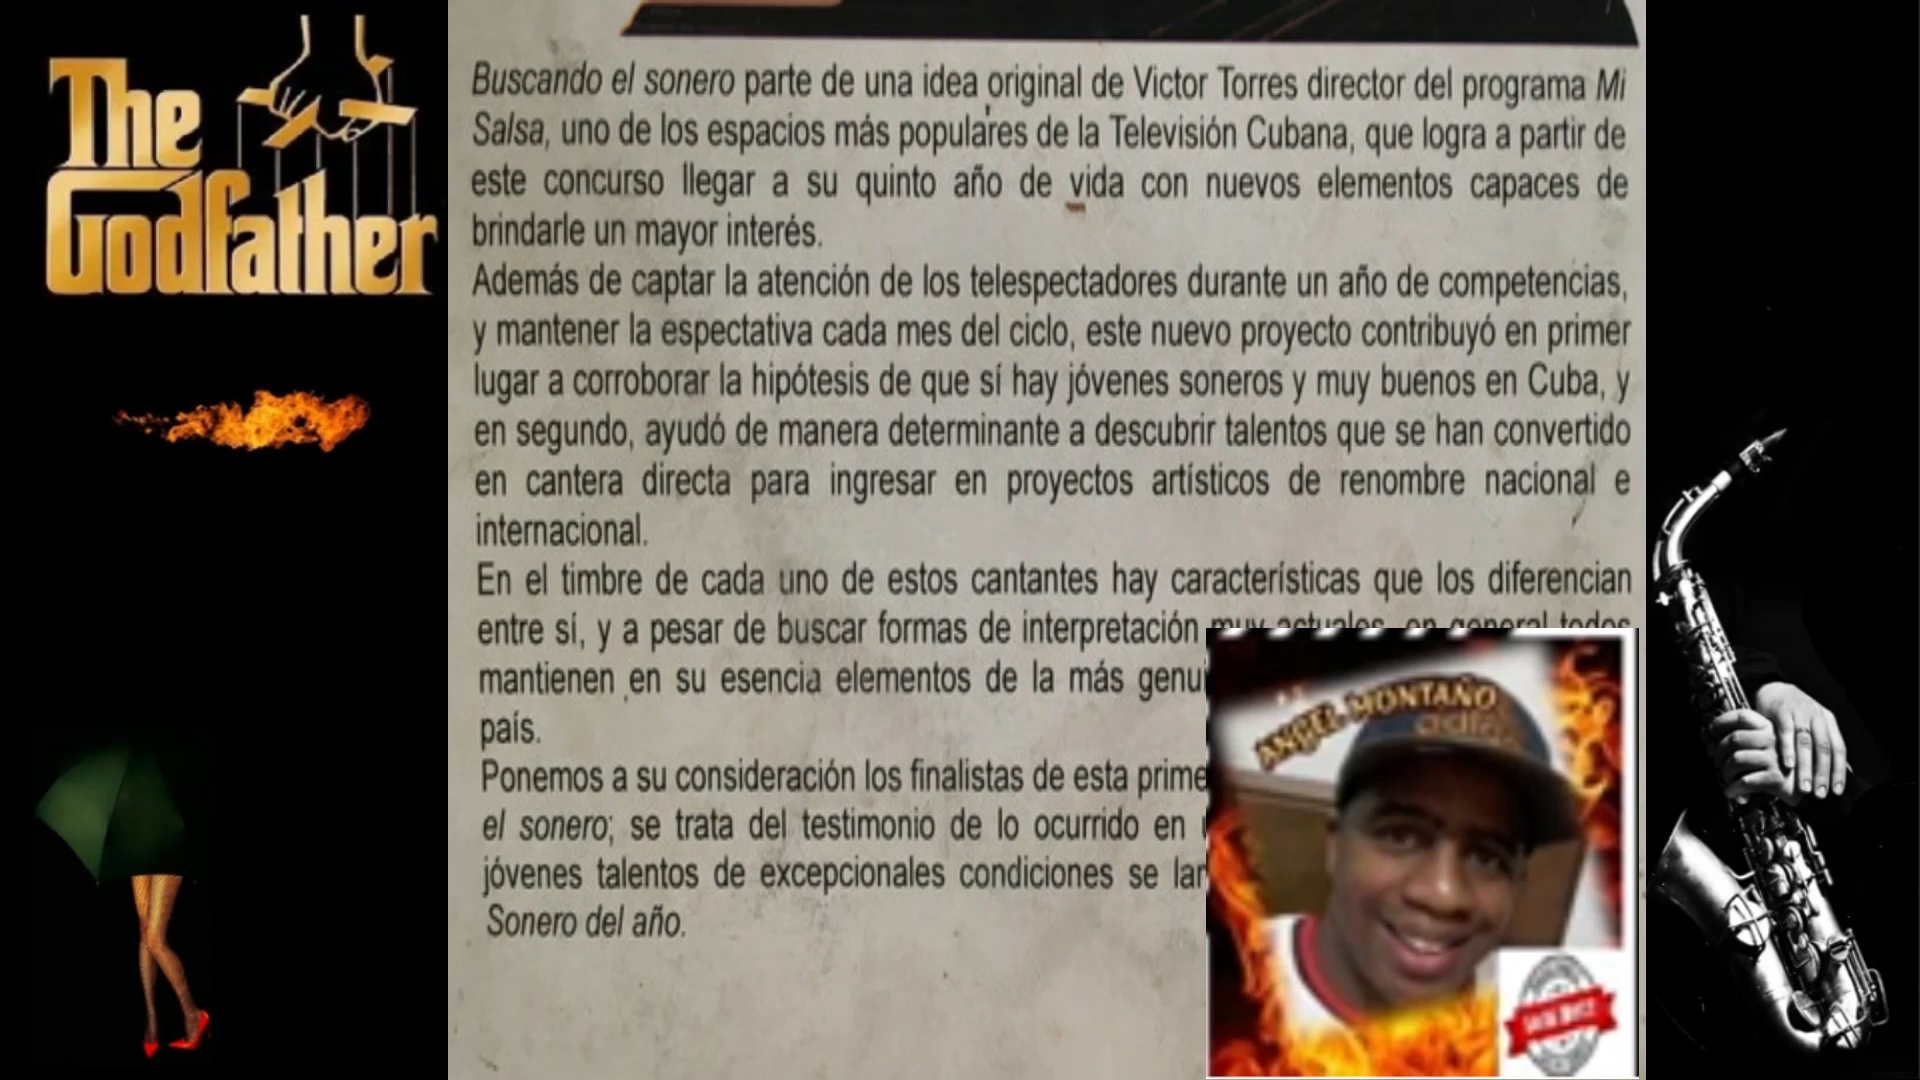 The
Godfather
Buscando el sonero parte de una idea original de Victor Torres director del programa Mi
Salsa, uno de los espacios más populares de la Televisión Cubana, que logra a partir de
este concurso llegar a su quinto año de vida con nuevos elementos capaces de
brindarle un mayor interés.
Además de captar la atención de los telespectadores durante un año de competencias,
y mantener la espectativa cada mes del ciclo, este nuevo proyecto contribuyó en primer
lugar a corroborar la hipótesis de que sí hay jóvenes soneros y muy buenos en Cuba, y
en segundo, ayudó de manera determinante a descubrir talentos que se han convertido
en cantera directa para ingresar en proyectos artísticos de renombre nacional e
internacional.
En el timbre de cada uno de estos cantantes hay características que los diferencian
entre sí, y a pesar de buscar formas de interpretación muy actuales, en general todos
mantienen en su esencia elementos de la más
país.
Ponemos a su consideración los finalistas de esta
el sonero; se trata del testimonio de lo ocurrido en
jóvenes talentos de excepcionales condiciones se
Sonero del año.
ANGEL MONTAÑO